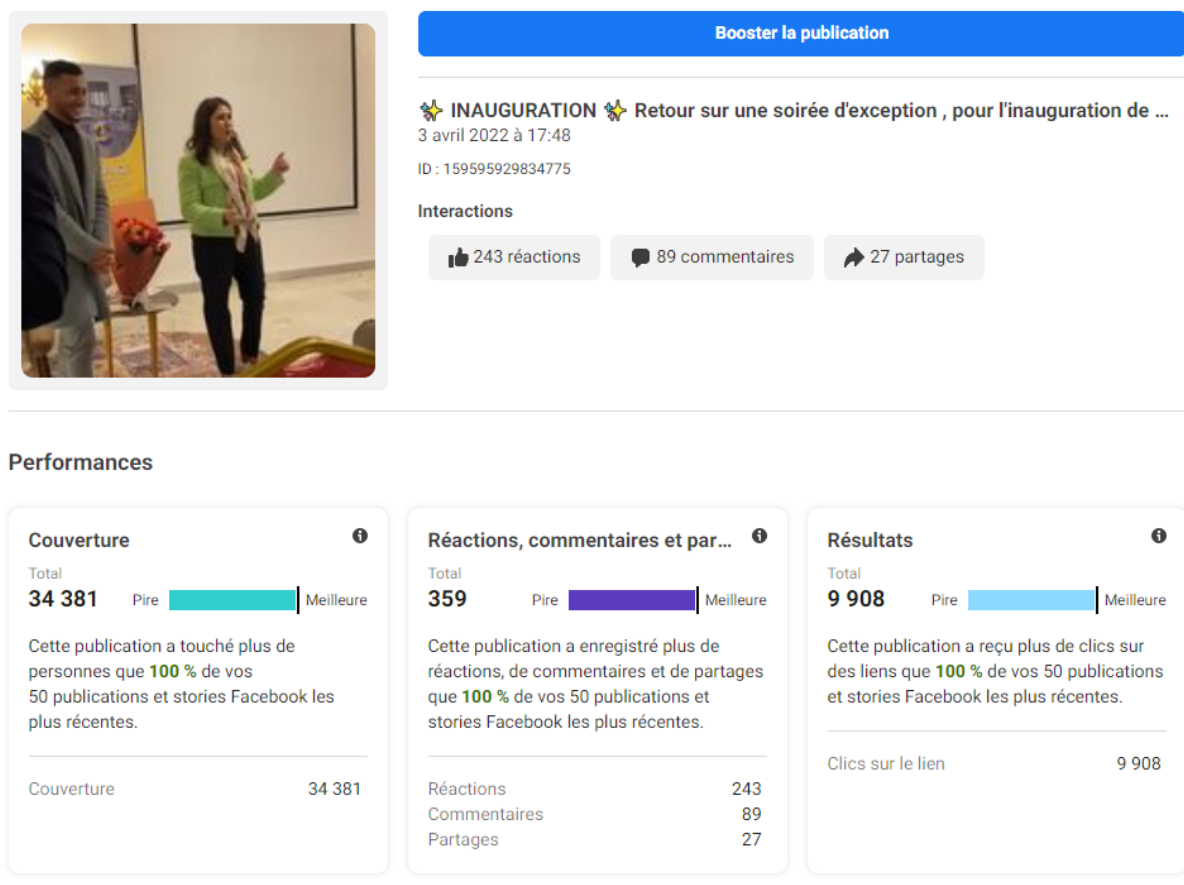 Booster la publication
✨ INAUGURATION ✨ Retour sur une soirée d'exception , pour l'inauguration de ...
3 avril 2022 à 17:48
ID : 159595929834775
Interactions
243 réactions 89 commentaires 27 partages
Performances
Couverture
Total
34 381 Pire Meilleure
Cette publication a touché plus de
personnes que 100 % de vos
50 publications et stories Facebook les
plus récentes.
Couverture 34 381
Réactions, commentaires et par...
Total
359 Pire Meilleure
Cette publication a enregistré plus de
réactions, de commentaires et de partages
que 100 % de vos 50 publications et
stories Facebook les plus récentes.
Réactions 243
Commentaires 89
Partages 27
Résultats
Total
9 908 Pire Meilleure
Cette publication a reçu plus de clics sur
des liens que 100 % de vos 50 publications
et stories Facebook les plus récentes.
Clics sur le lien 9 908